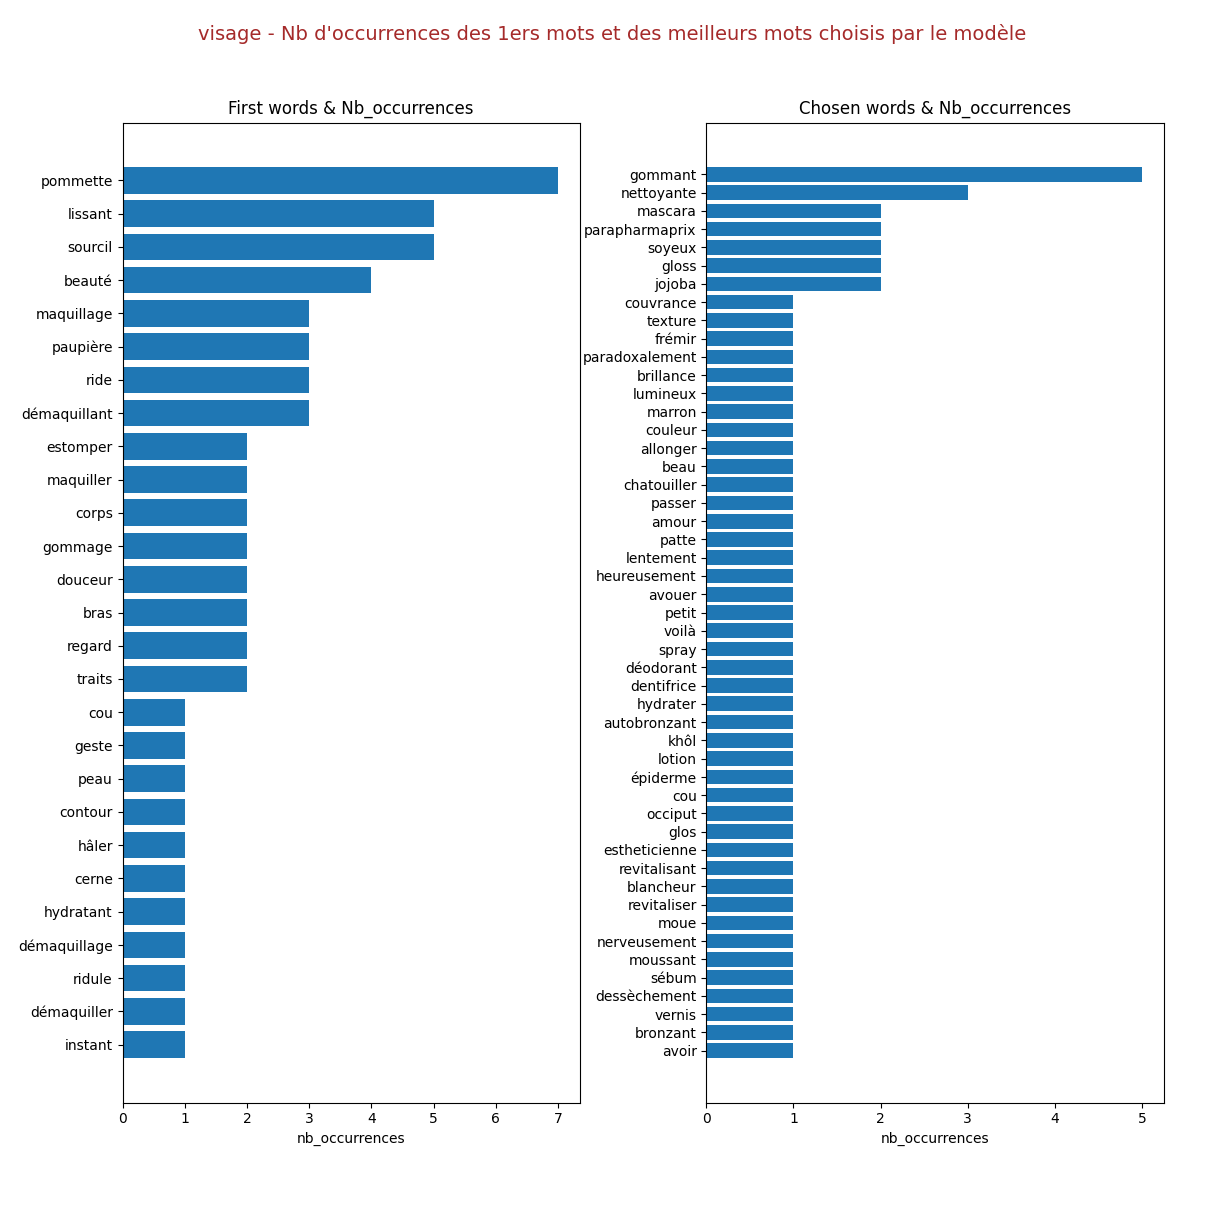 visage - Nb d'occurrences des 1ers mots et des meilleurs mots choisis par le modèle
First words & Nb_occurrences
pommette
lissant
sourcil
beauté
maquillage
paupière
ride
démaquillant
estomper
maquiller
corps
gommage
douceur
bras
regard
traits
cou
geste
peau
contour
hâler
cerne
hydratant
démaquillage
ridule
démaquiller
instant
0 1 2 3 4 5 6 7
nb_occurrences
Chosen words & Nb_occurrences
gommant
nettoyante
mascara
parapharmaprix
soyeux
gloss
jojoba
couvrance
texture
frémir
paradoxalement
brillance
lumineux
marron
couleur
allonger
beau
chatouiller
passer
amour
patte
lentement
heureusement
avouer
petit
voilà
spray
déodorant
dentifrice
hydrater
autobronzant
khôl
lotion
épiderme
cou
occiput
glos
estheticienne
revitalisant
blancheur
revitaliser
moue
nerveusement
moussant
sébum
dessèchement
vernis
bronzant
avoir
0 1 2 3 4 5
nb_occurrences